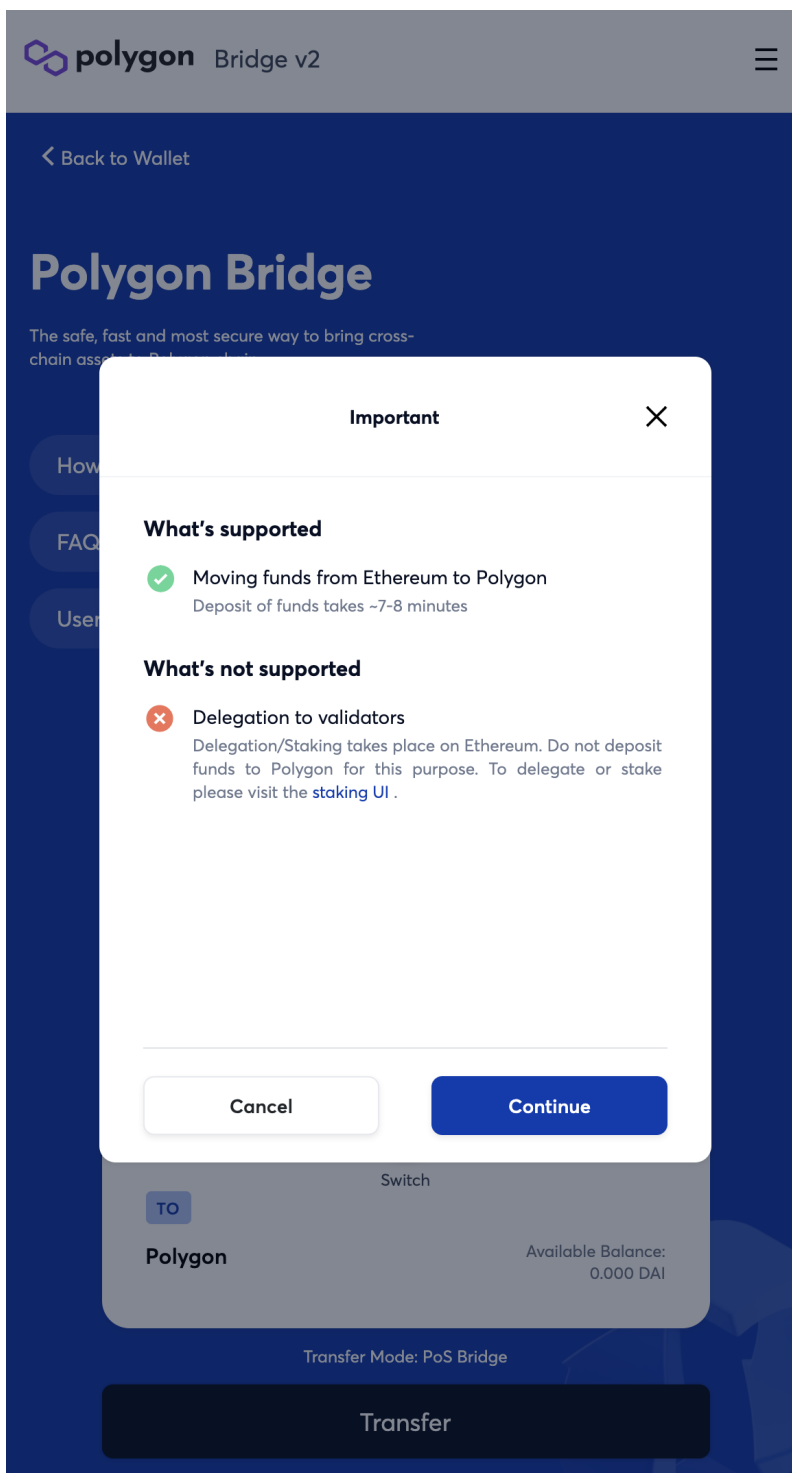 polygon Bridge v2
Back to Wallet
Polygon Bridge
The safe, fast and most secure way to bring cross-
chain assets to Polygon chain
Important
How
What's supported
FAQ
Moving funds from Ethereum to Polygon
Deposit of funds takes ~7-8 minutes
User
What's not supported
Delegation to validators
Delegation/Staking takes place on Ethereum. Do not deposit
funds to Polygon for this purpose. To delegate or stake
please visit the staking UI .
Cancel
Continue
Switch
TO
Polygon
Available Balance:
0.000 DAI
Transfer Mode: PoS Bridge
Transfer